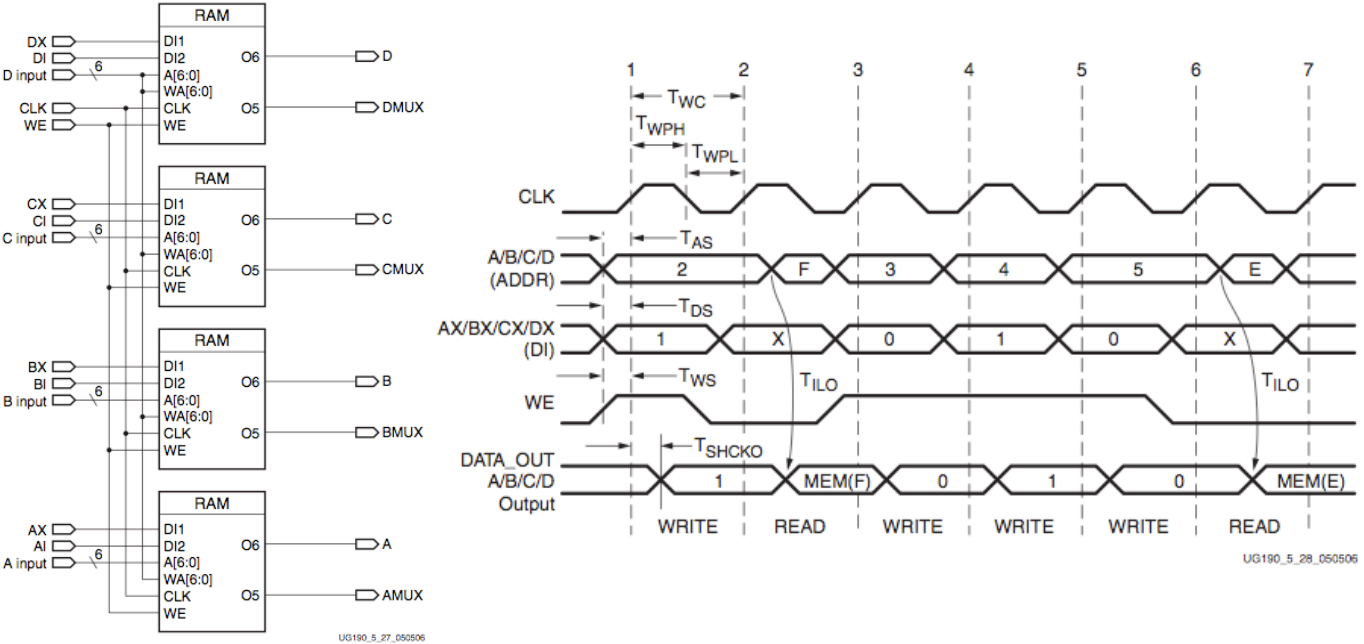 RAM
DX DI1
DI DI2 O6 D
D input 6 A[6:0]
WA[6:0]
CLK CLK O5 DMUX
WE WE
RAM
CX DI1
CI DI2 O6 C
C input 6 A[6:0]
WA[6:0]
CLK O5 CMUX
WE
RAM
BX DI1
BI DI2 O6 B
B input 6 A[6:0]
WA[6:0]
CLK O5 BMUX
WE
RAM
AX DI1
AI DI2 O6 A
A input 6 A[6:0]
WA[6:0]
CLK O5 AMUX
WE
UG190_5_27_050506
1 2 3 4 5 6 7
TWC
TWPH
TWPL
CLK
TAS
A/B/C/D
(ADDR) 2 F 3 4 5 E
TDS
AX/BX/CX/DX
(DI) 1 X 0 1 0 X
TWS
TILO TILO
WE
TSHCKO
DATA_OUT
A/B/C/D 1 MEM(F) 0 1 0 MEM(E)
Output
WRITE READ WRITE WRITE WRITE READ
UG190_5_28_050506